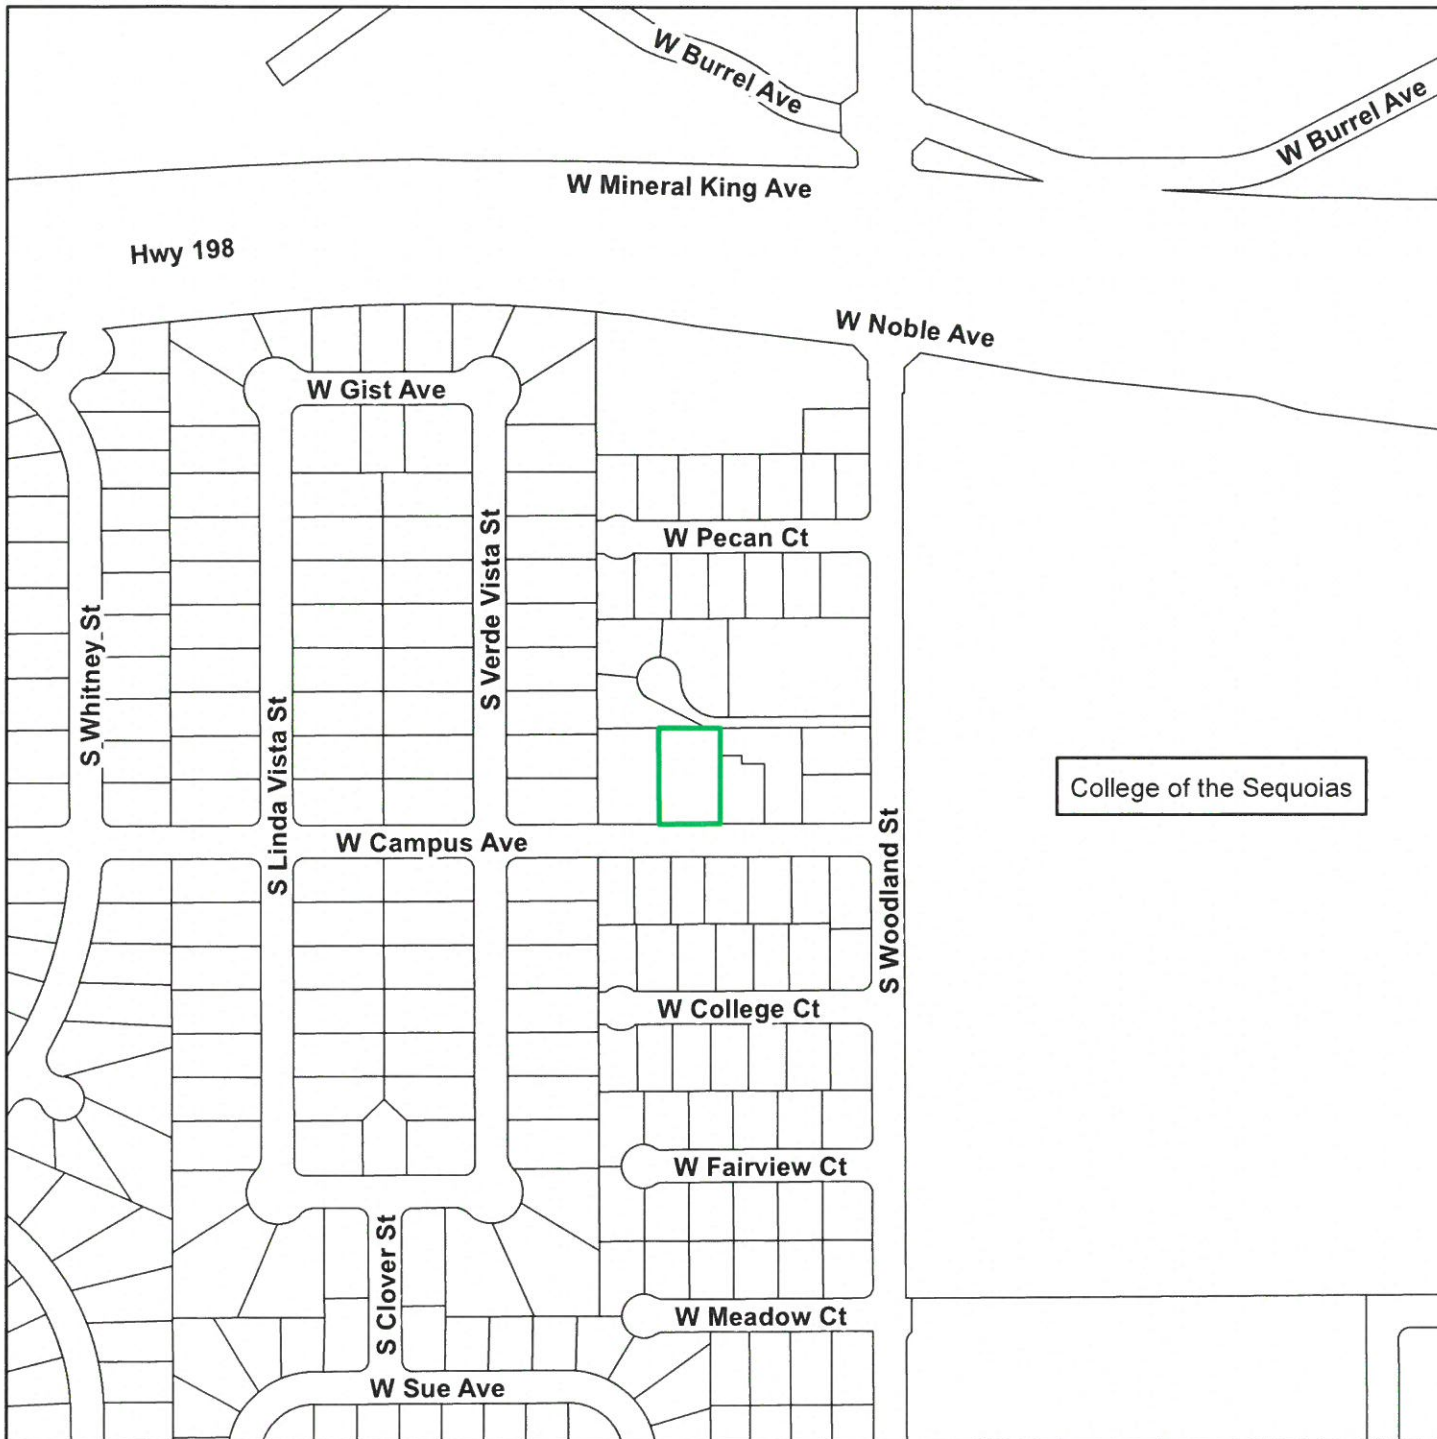 W Burrel Ave
W Burrel Ave
W Mineral King Ave
Hwy 198
W Noble Ave
W Gist Ave
W Pecan Ct
S Verde Vista St
S Whitney St
S Linda Vista St
College of the Sequoias
W Campus Ave
S Woodland St
W College Ct
W Fairview Ct
S Clover St
W Meadow Ct
W Sue Ave